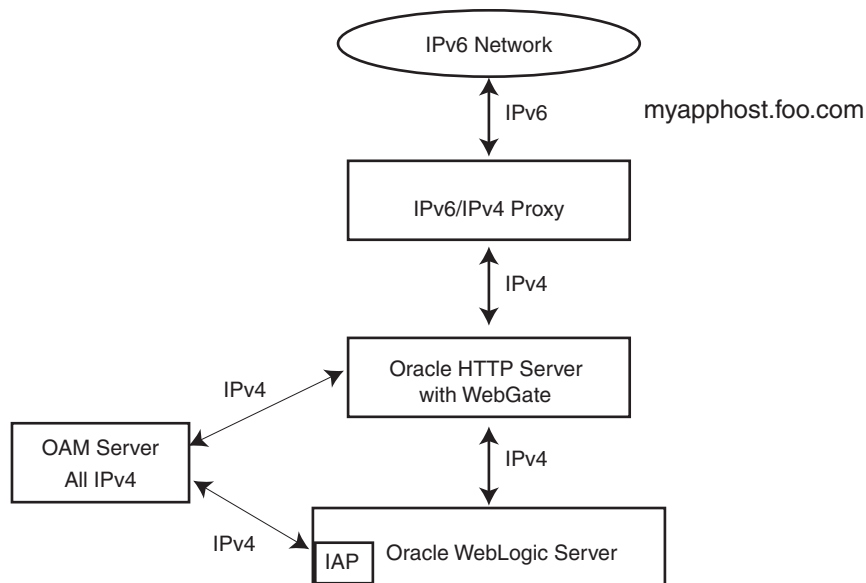 IPv6 Network
IPv6
myapphost.foo.com
IPv6/IPv4 Proxy
IPv4
Oracle HTTP Server
with WebGate
IPv4
OAM Server
All IPv4
IPv4
IPv4
IAP
Oracle WebLogic Server